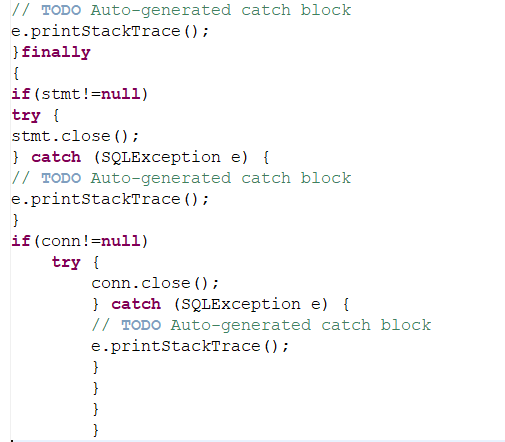 // TODO Auto-generated catch block
e.printStackTrace();
}finally
{
if(stmt!=null)
try {
stmt.close();
} catch (SQLException e) {
// TODO Auto-generated catch block
e.printStackTrace();
}
if(conn!=null)
    try {
        conn.close();
        } catch (SQLException e) {
        // TODO Auto-generated catch block
        e.printStackTrace();
        }
        }
        }
        }